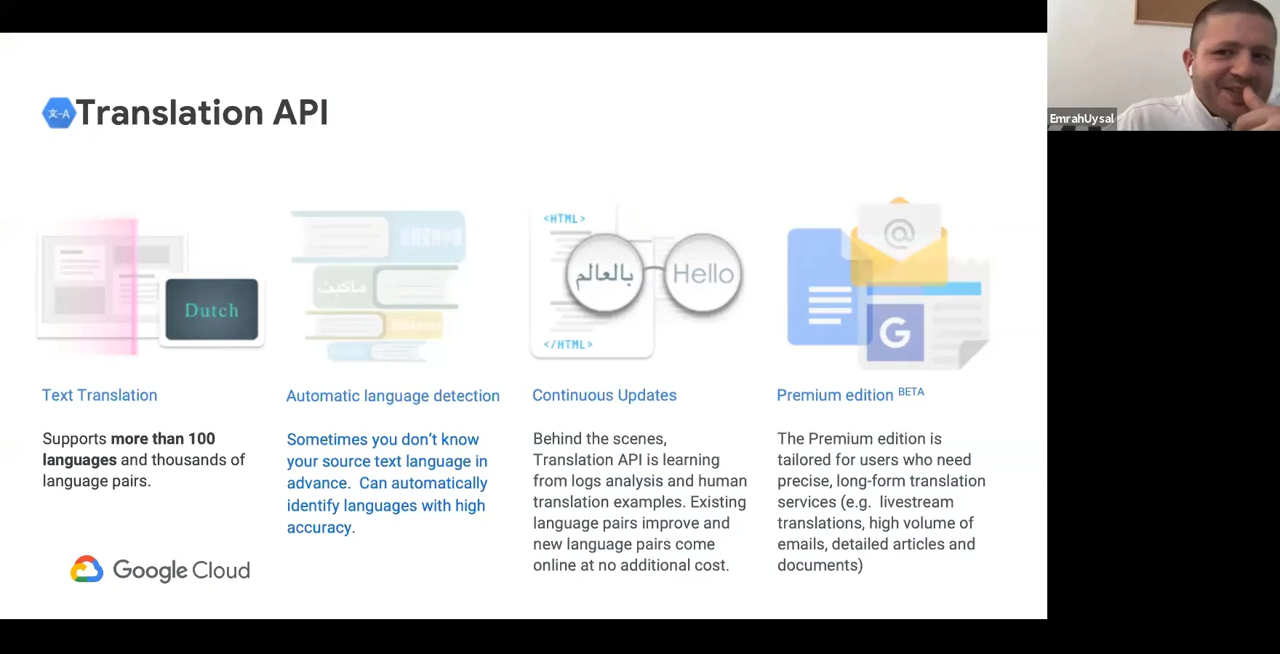 文A Translation API
EmrahUysal
Dutch
ماكبث
<HTML>
بالعالم
Hello
</HTML>
@
G
Text Translation
Supports more than 100
languages and thousands of
language pairs.
Automatic language detection
Sometimes you don’t know
your source text language in
advance.  Can automatically
identify languages with high
accuracy.
Continuous Updates
Behind the scenes,
Translation API is learning
from logs analysis and human
translation examples. Existing
language pairs improve and
new language pairs come
online at no additional cost.
Premium edition BETA
The Premium edition is
tailored for users who need
precise, long-form translation
services (e.g.  livestream
translations, high volume of
emails, detailed articles and
documents)
Google Cloud